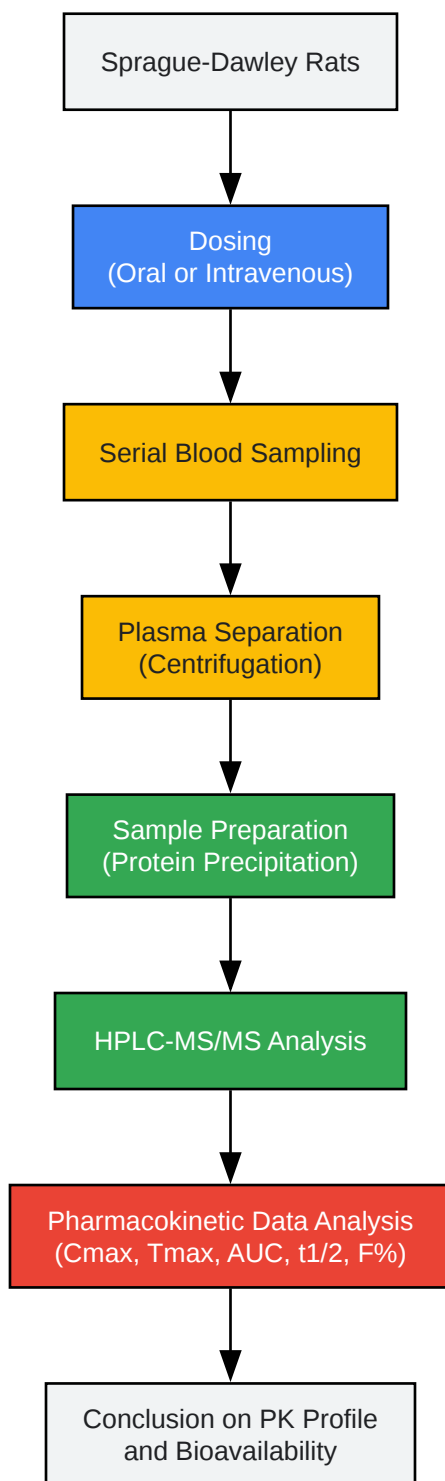 Sprague-Dawley Rats
Dosing
(Oral or Intravenous)
Serial Blood Sampling
Plasma Separation
(Centrifugation)
Sample Preparation
(Protein Precipitation)
HPLC-MS/MS Analysis
Pharmacokinetic Data Analysis
(Cmax, Tmax, AUC, t1/2, F%)
Conclusion on PK Profile
and Bioavailability